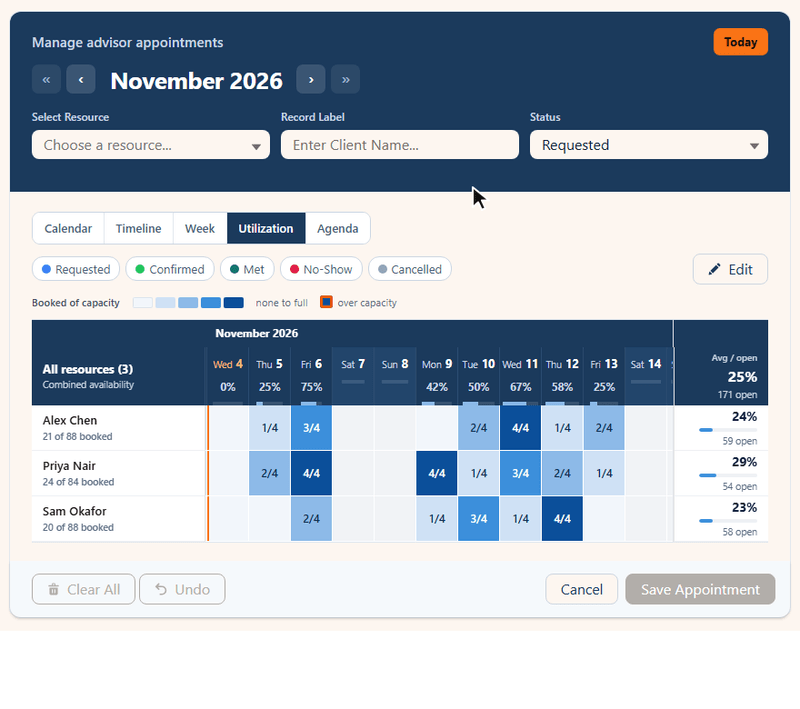 Manage advisor appointments
Today
« ‹ November 2026 › »
Select Resource Record Label Status
Choose a resource... Enter Client Name... Requested
Calendar Timeline Week Utilization Agenda
Requested Confirmed Met No-Show Cancelled
Edit
Booked of capacity none to full over capacity
November 2026
Wed 4 Thu 5 Fri 6 Sat 7 Sun 8 Mon 9 Tue 10 Wed 11 Thu 12 Fri 13 Sat 14 Avg / open
All resources (3) 0% 25% 75% 42% 50% 67% 58% 25% 25%
Combined availability 171 open
Alex Chen 1/4 3/4 2/4 4/4 1/4 2/4 24%
21 of 88 booked 59 open
Priya Nair 2/4 4/4 4/4 1/4 3/4 2/4 1/4 29%
24 of 84 booked 54 open
Sam Okafor 2/4 1/4 3/4 1/4 4/4 23%
20 of 88 booked 58 open
Clear All Undo Cancel Save Appointment